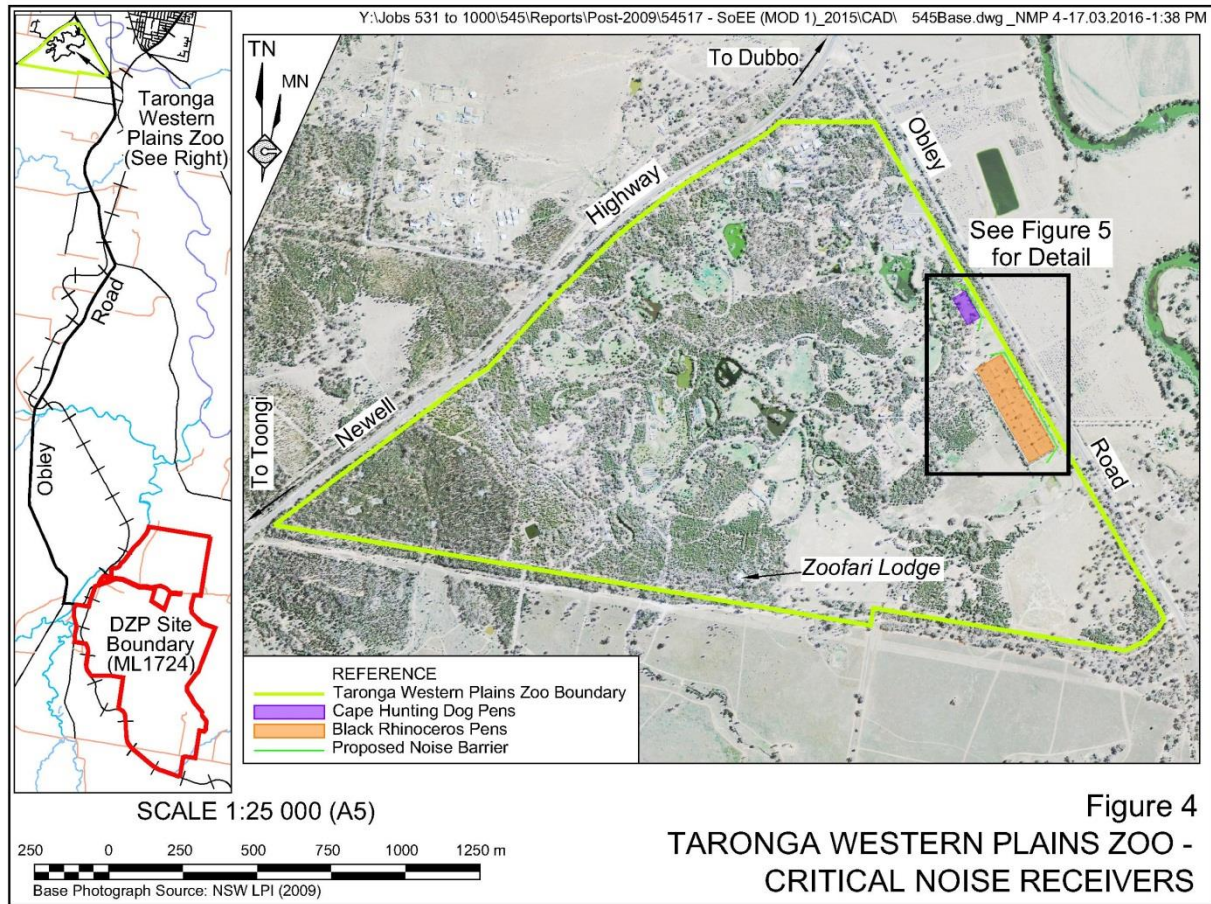 Y:\Jobs 531 to 1000\545\Reports\Post-2009\54517 - SoEE (MOD 1)_2015\CAD\ 545Base.dwg _NMP 4-17.03.2016-1:38 PM
Taronga
Western
Plains Zoo
(See Right)
Road
Obley
DZP Site
Boundary
(ML1724)
TN
MN
To Dubbo
Obley
Highway
See Figure 5
for Detail
Newell
To Toongi
Road
Zoofari Lodge
REFERENCE
Taronga Western Plains Zoo Boundary
Cape Hunting Dog Pens
Black Rhinoceros Pens
Proposed Noise Barrier
SCALE 1:25 000 (A5)
250 0 250 500 750 1000 1250 m
Base Photograph Source: NSW LPI (2009)
Figure 4
TARONGA WESTERN PLAINS ZOO -
CRITICAL NOISE RECEIVERS